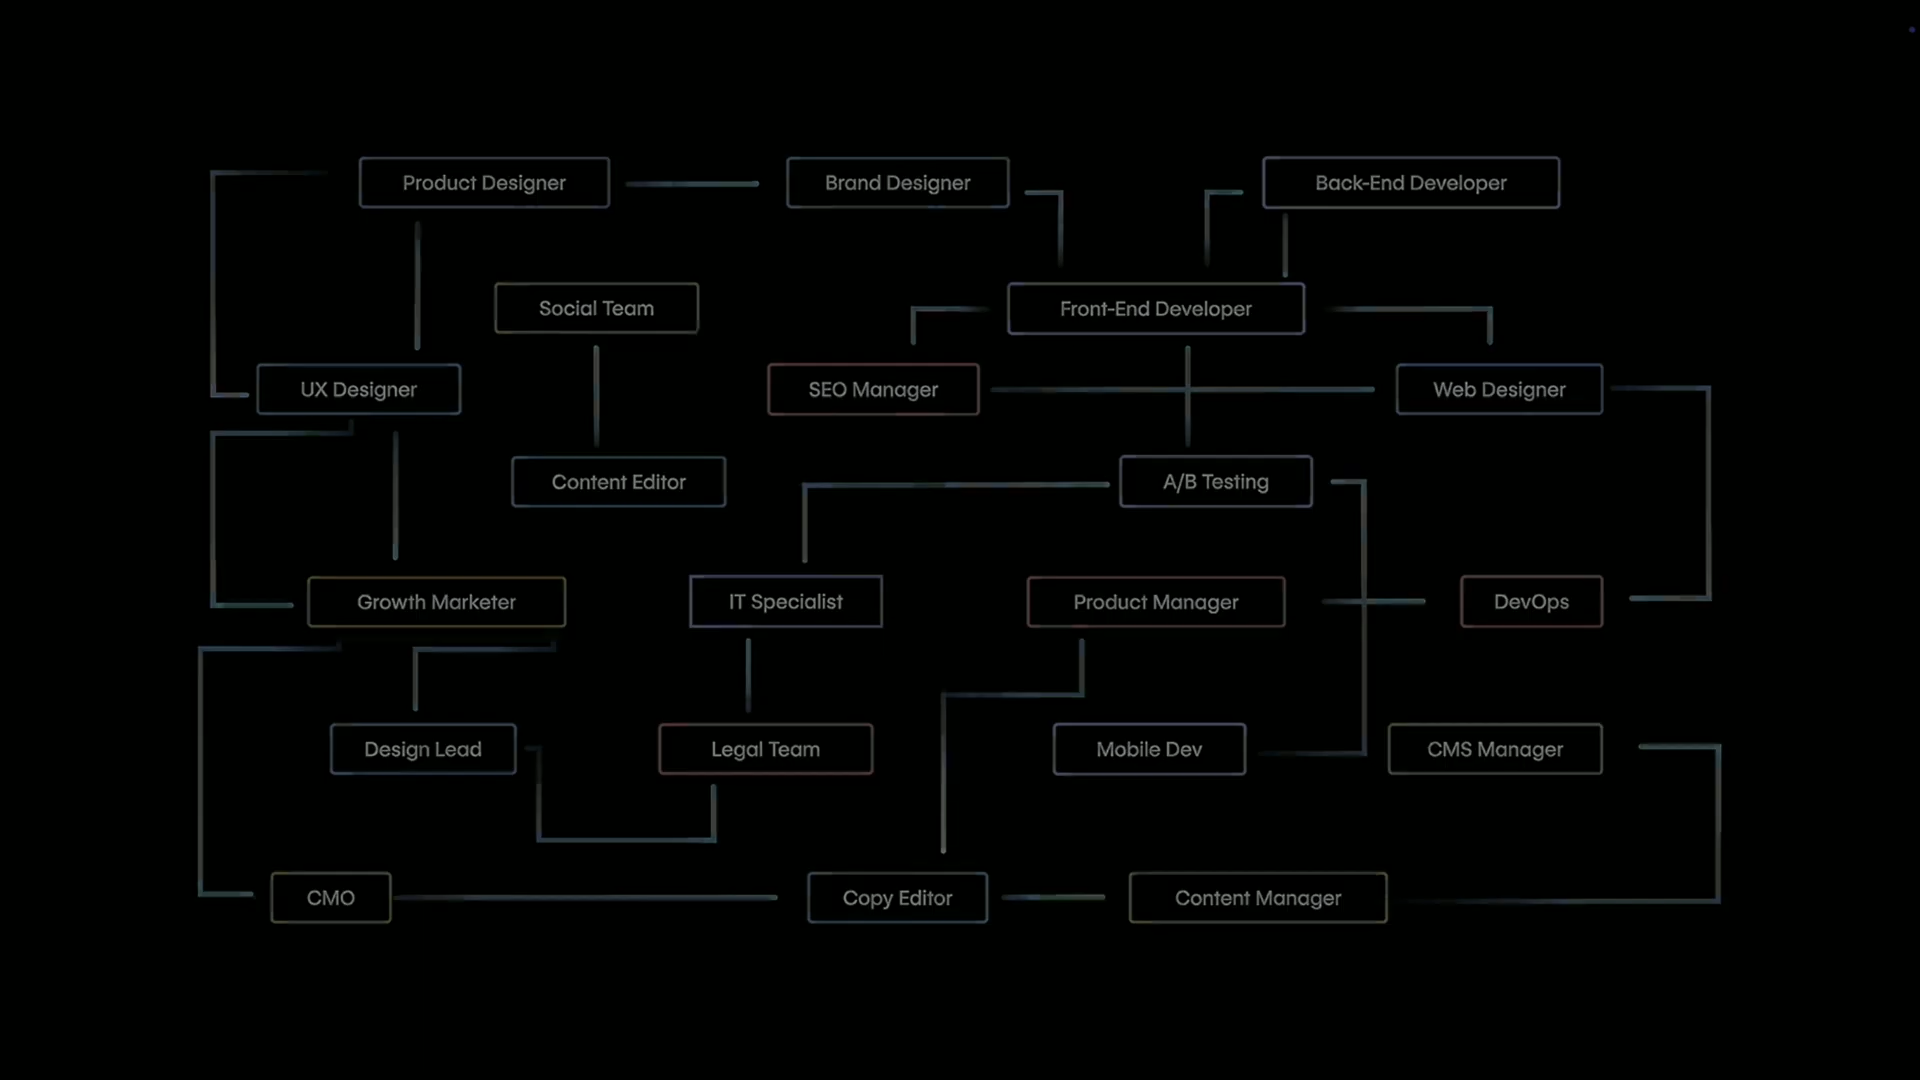 Product Designer
Brand Designer
Back-End Developer
Social Team
Front-End Developer
UX Designer
SEO Manager
Web Designer
Content Editor
A/B Testing
Growth Marketer
IT Specialist
Product Manager
DevOps
Design Lead
Legal Team
Mobile Dev
CMS Manager
CMO
Copy Editor
Content Manager